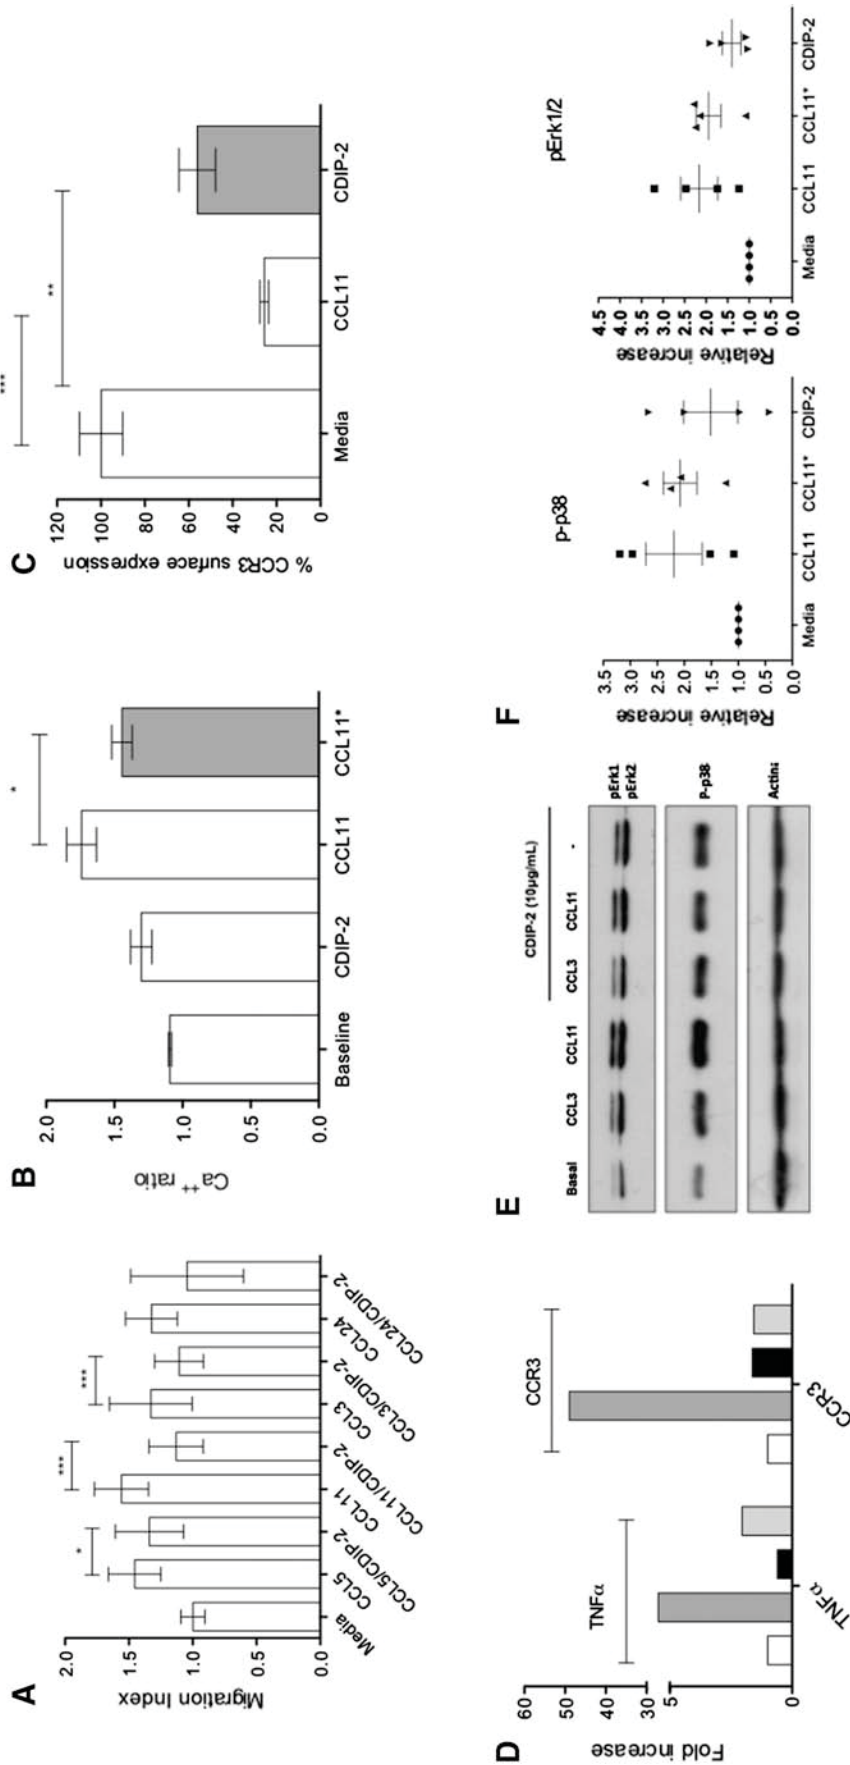 A
Migration Index
2.0
1.5
1.0
0.5
0.0
*
***
***
Media
CCL5
CCL5/CDIP-2
CCL11
CCL11/CDIP-2
CCL3
CCL3/CDIP-2
CCL24
CCL24/CDIP-2
B
Ca⁺⁺ ratio
2.0
1.5
1.0
0.5
0.0
*
Baseline
CDIP-2
CCL11
CCL11*
C
% CCR3 surface expression
120
100
80
60
40
20
0
***
**
Media
CCL11
CDIP-2
D
Fold increase
60
50
40
30
5
0
TNFα
CCR3
TNFα
CCR3
E
CDIP-2 (10µg/mL)
Basal
CCL3
CCL11
CCL3
CCL11
-
pErk1
pErk2
P-p38
Actin
F
p-p38
Relative increase
3.5
3.0
2.5
2.0
1.5
1.0
0.5
0.0
Media
CCL11
CCL11*
CDIP-2
pErk1/2
Relative increase
4.5
4.0
3.5
3.0
2.5
2.0
1.5
1.0
0.5
0.0
Media
CCL11
CCL11*
CDIP-2